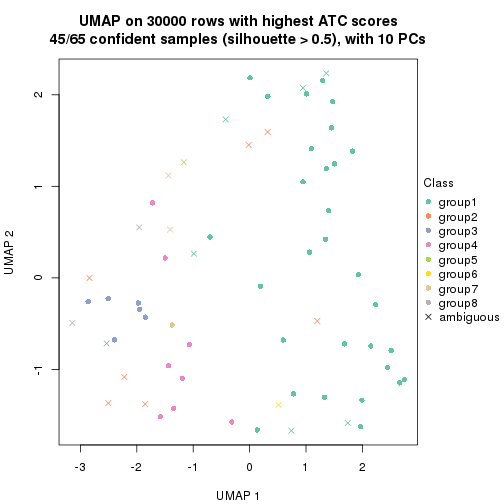 UMAP on 30000 rows with highest ATC scores
45/65 confident samples (silhouette > 0.5), with 10 PCs
UMAP 2
2
1
0
-1
-3
-2
-1
0
1
2
UMAP 1
Class
group1
group2
group3
group4
group5
group6
group7
group8
ambiguous